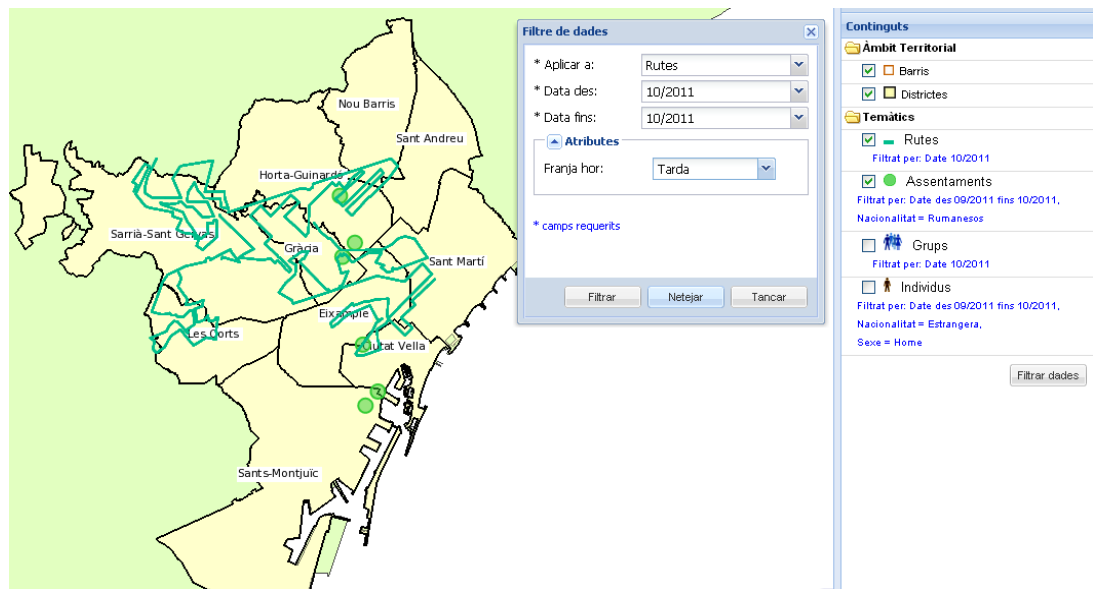 Nou Barris
Sant Andreu
Horta-Guinardó
Sarrià-Sant Gervas
Gràcia
Sant Martí
Eixample
Les Corts
Ciutat Vella
Sants-Montjuïc
Filtre de dades
* Aplicar a: Rutes
* Data des: 10/2011
* Data fins: 10/2011
Atributes
Franja hor: Tarda
* camps requerits
Filtrar Netejar Tancar
Continguts
Àmbit Territorial
Barris
Districtes
Temàtics
Rutes
Filtrat per: Date 10/2011
Assentaments
Filtrat per: Date des 09/2011 fins 10/2011,
Nacionalitat = Rumanesos
Grups
Filtrat per: Date 10/2011
Individus
Filtrat per: Date des 09/2011 fins 10/2011,
Nacionalitat = Estrangera,
Sexe = Home
Filtrar dades